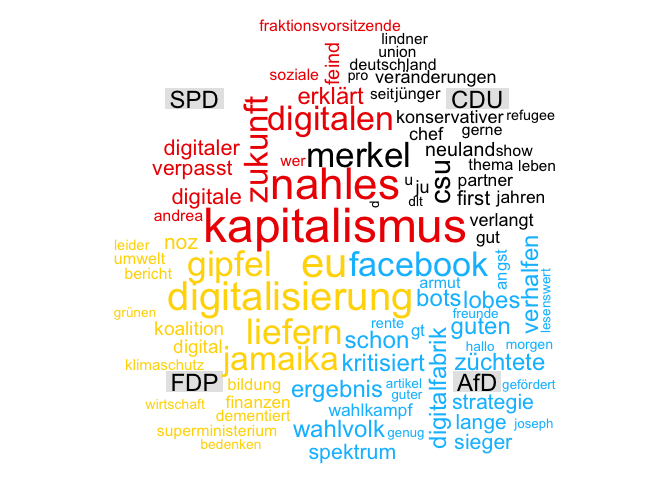 fraktionsvorsitzende
lindner
union
feind
deutschland
soziale
pro
veränderungen
SPD
erklärt
seitjünger
CDU
zukunft
digitalen
konservativer
refugee
chef
gerne
digitaler
merkel
neuland
show
verpasst
wer
thema
leben
digitale
nahles
u
ju
csu
partner
first
jahren
d
dlt
andrea
kapitalismus
verlangt
gut
leider
noz
umwelt
gipfel
eu
facebook
angst
verhalfen
bericht
armut
lesenswert
digitalisierung
bots
lobes
grünen
freunde
koalition
liefern
rente
gt
guten
schon
hallo
morgen
digital
jamaika
kritisiert
digitalfabrik
züchtete
klimaschutz
FDP
bildung
ergebnis
artikel
AfD
gefördert
guter
wirtschaft
finanzen
strategie
dementiert
wahlkampf
superministerium
wahlvolk
genug
lange
joseph
bedenken
sieger
spektrum